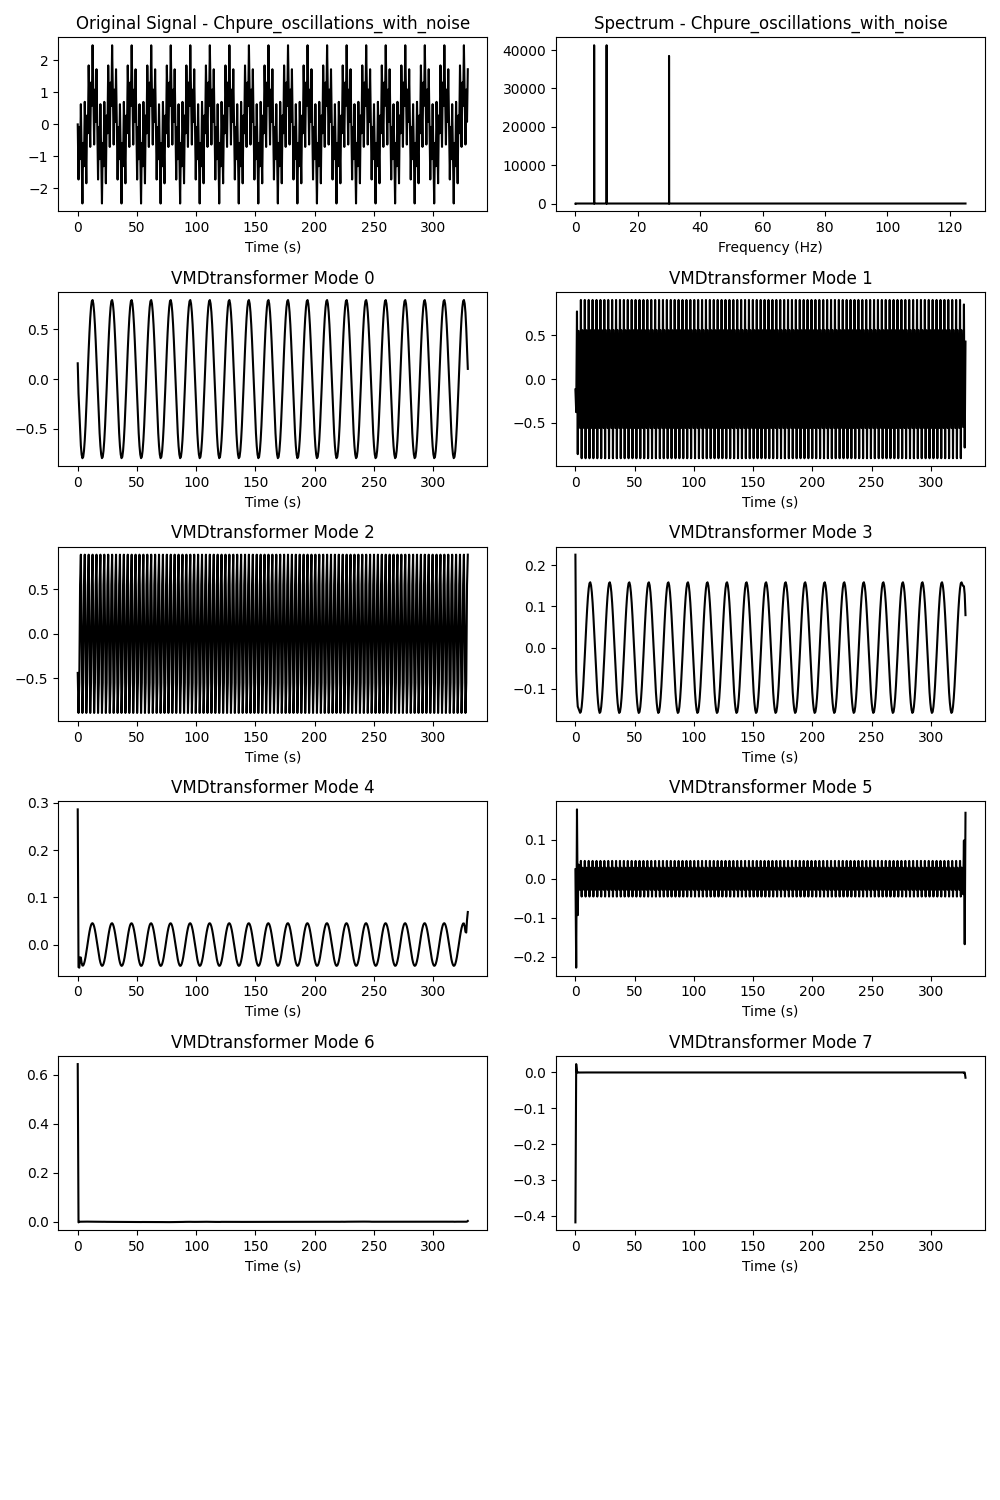 Original Signal - Chpure_oscillations_with_noise
2
1
0
−1
−2
0 50 100 150 200 250 300
Time (s)
Spectrum - Chpure_oscillations_with_noise
40000
30000
20000
10000
0
0 20 40 60 80 100 120
Frequency (Hz)
VMDtransformer Mode 0
0.5
0.0
−0.5
0 50 100 150 200 250 300
Time (s)
VMDtransformer Mode 1
0.5
0.0
−0.5
0 50 100 150 200 250 300
Time (s)
VMDtransformer Mode 2
0.5
0.0
−0.5
0 50 100 150 200 250 300
Time (s)
VMDtransformer Mode 3
0.2
0.1
0.0
−0.1
0 50 100 150 200 250 300
Time (s)
VMDtransformer Mode 4
0.3
0.2
0.1
0.0
0 50 100 150 200 250 300
Time (s)
VMDtransformer Mode 5
0.1
0.0
−0.1
−0.2
0 50 100 150 200 250 300
Time (s)
VMDtransformer Mode 6
0.6
0.4
0.2
0.0
0 50 100 150 200 250 300
Time (s)
VMDtransformer Mode 7
0.0
−0.1
−0.2
−0.3
−0.4
0 50 100 150 200 250 300
Time (s)